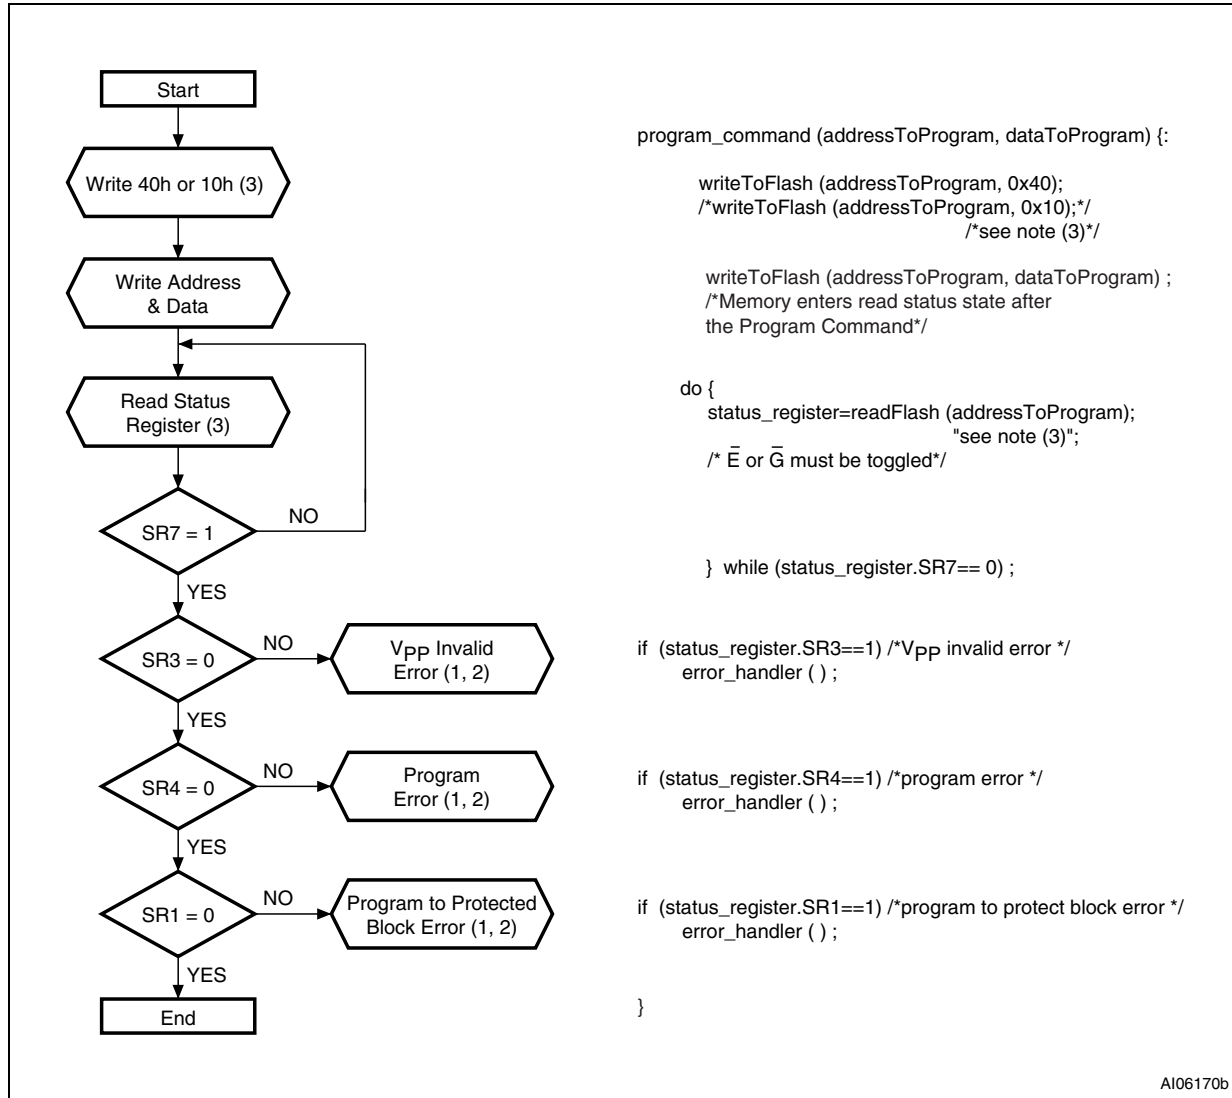 Start
Write 40h or 10h (3)
Write Address
& Data
Read Status
Register (3)
SR7 = 1
NO
YES
SR3 = 0
NO
VPP Invalid
Error (1, 2)
YES
SR4 = 0
NO
Program
Error (1, 2)
YES
SR1 = 0
NO
Program to Protected
Block Error (1, 2)
YES
End
program_command (addressToProgram, dataToProgram) {:
writeToFlash (addressToProgram, 0x40);
/*writeToFlash (addressToProgram, 0x10);*/
/*see note (3)*/
writeToFlash (addressToProgram, dataToProgram) ;
/*Memory enters read status state after
the Program Command*/
do {
status_register=readFlash (addressToProgram);
"see note (3)";
/* E̅ or G̅ must be toggled*/
} while (status_register.SR7== 0) ;
if (status_register.SR3==1) /*VPP invalid error */
error_handler ( ) ;
if (status_register.SR4==1) /*program error */
error_handler ( ) ;
if (status_register.SR1==1) /*program to protect block error */
error_handler ( ) ;
}
AI06170b